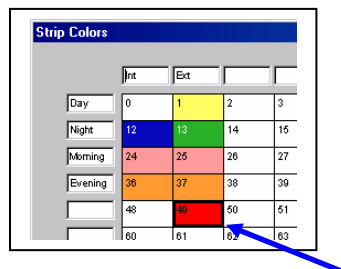 Strip Colors
Int Ext
Day 0 1 2 3
Night 12 13 14 15
Morning 24 25 26 27
Evening 36 37 38 39
48 49 50 51
60 61 62 63